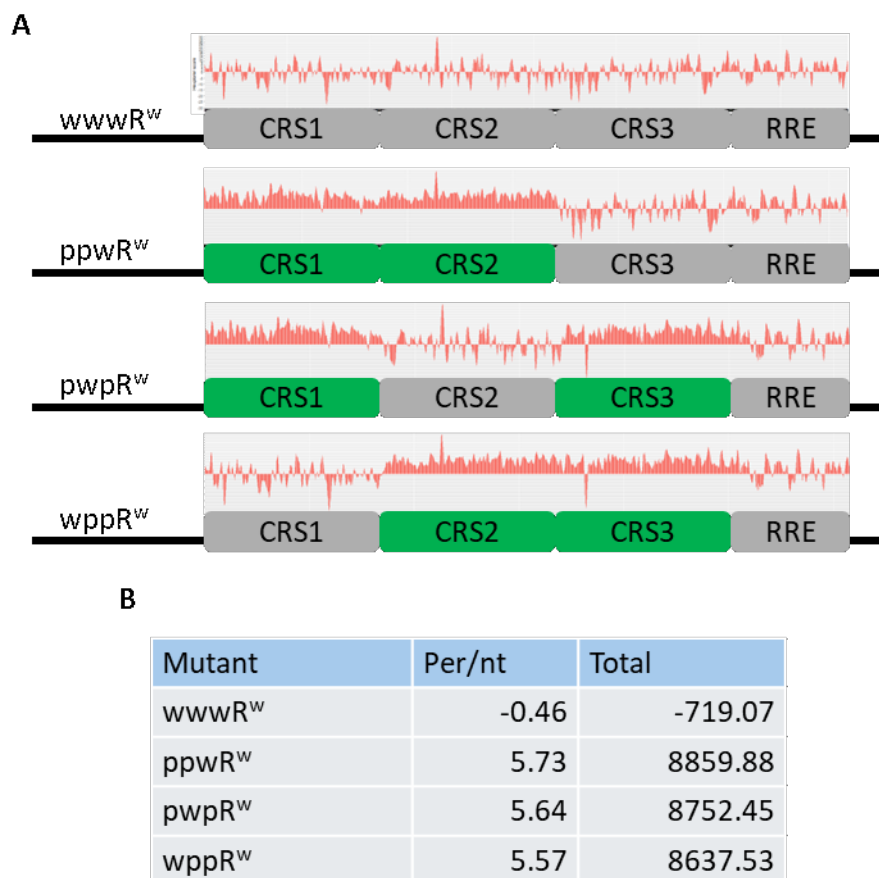 A
wwwRʷ
CRS1 CRS2 CRS3 RRE
ppwRʷ
CRS1 CRS2 CRS3 RRE
pwpRʷ
CRS1 CRS2 CRS3 RRE
wppRʷ
CRS1 CRS2 CRS3 RRE
B
Mutant Per/nt Total
wwwRʷ -0.46 -719.07
ppwRʷ 5.73 8859.88
pwpRʷ 5.64 8752.45
wppRʷ 5.57 8637.53